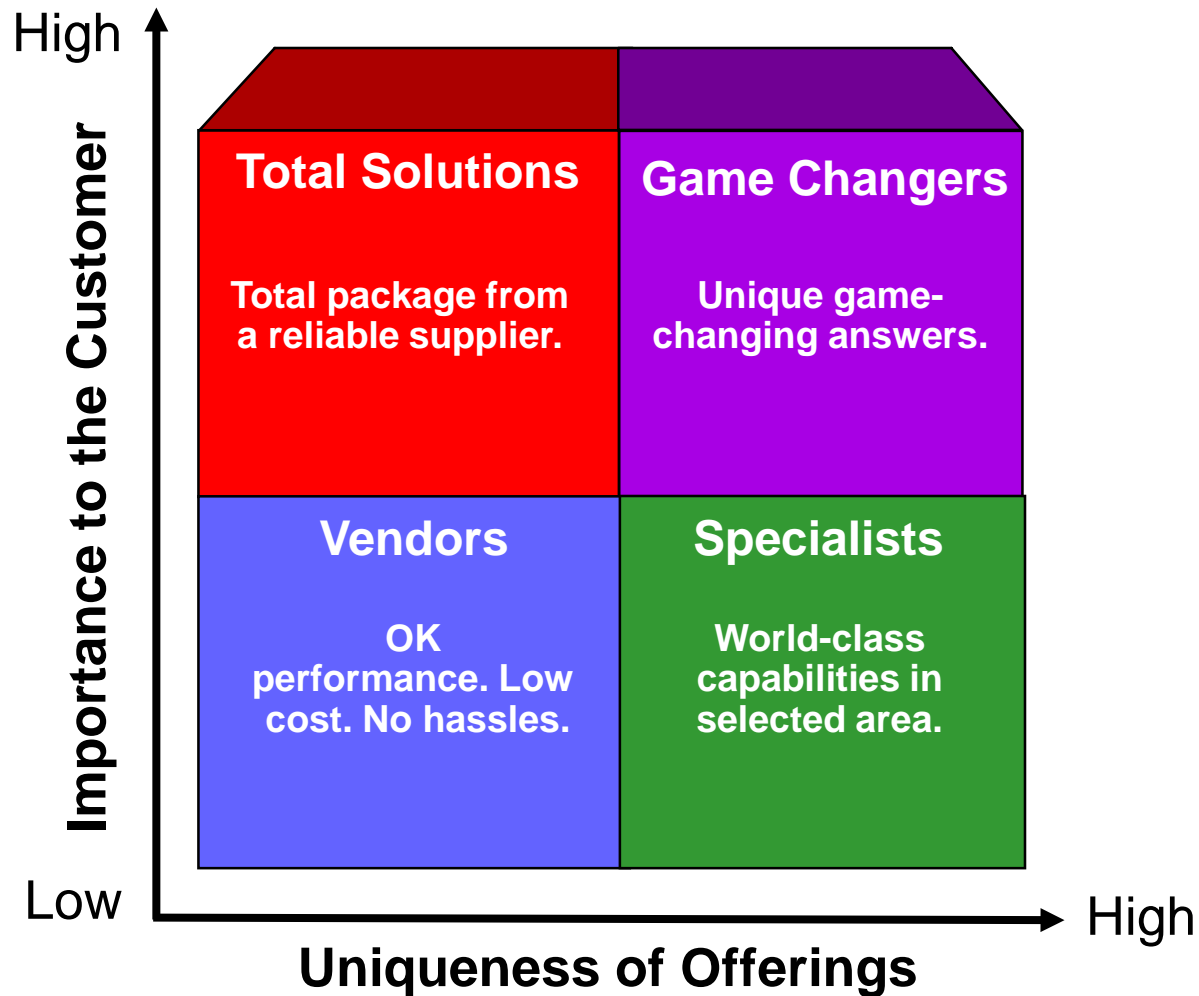 High
Importance to the Customer
Total Solutions
Total package from
a reliable supplier.
Game Changers
Unique game-
changing answers.
Vendors
OK
performance. Low
cost. No hassles.
Specialists
World-class
capabilities in
selected area.
Low
High
Uniqueness of Offerings